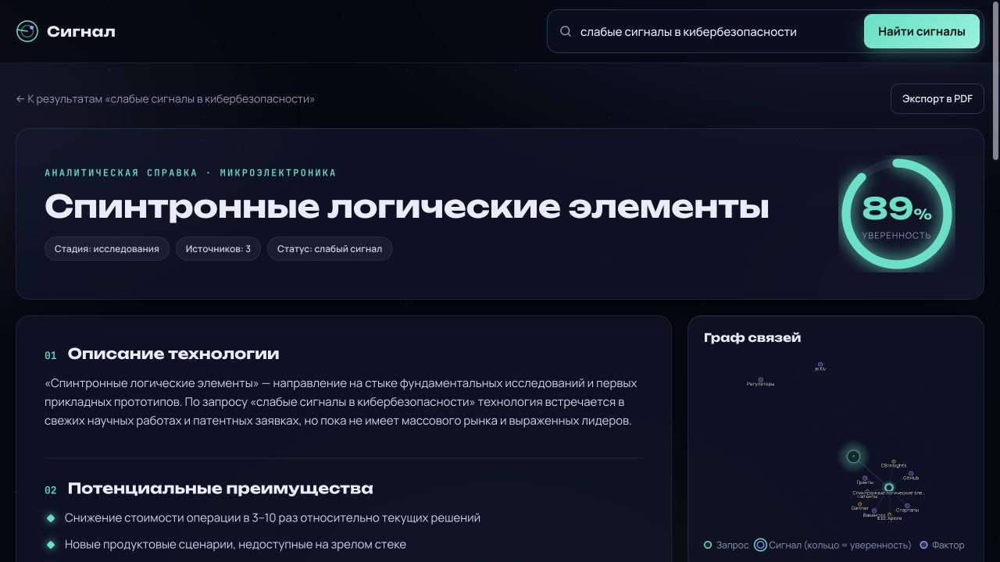 Сигнал
слабые сигналы в кибербезопасности
Найти сигналы
← К результатам «слабые сигналы в кибербезопасности»
Экспорт в PDF
АНАЛИТИЧЕСКАЯ СПРАВКА · МИКРОЭЛЕКТРОНИКА
Спинтронные логические элементы
Стадия: исследования
Источников: 3
Статус: слабый сигнал
89%
УВЕРЕННОСТЬ
01 Описание технологии
«Спинтронные логические элементы» — направление на стыке фундаментальных исследований и первых
прикладных прототипов. По запросу «слабые сигналы в кибербезопасности» технология встречается в
свежих научных работах и патентных заявках, но пока не имеет массового рынка и выраженных лидеров.
02 Потенциальные преимущества
Снижение стоимости операции в 3–10 раз относительно текущих решений
Новые продуктовые сценарии, недоступные на зрелом стеке
Граф связей
arXiv
Регуляторы
CB Insights
GitHub
Гранты
Спинтронные логические эле…
Патенты
Gartner
Стартапы
Вакансии
IEEE Xplore
Запрос
Сигнал (кольцо = уверенность)
Фактор